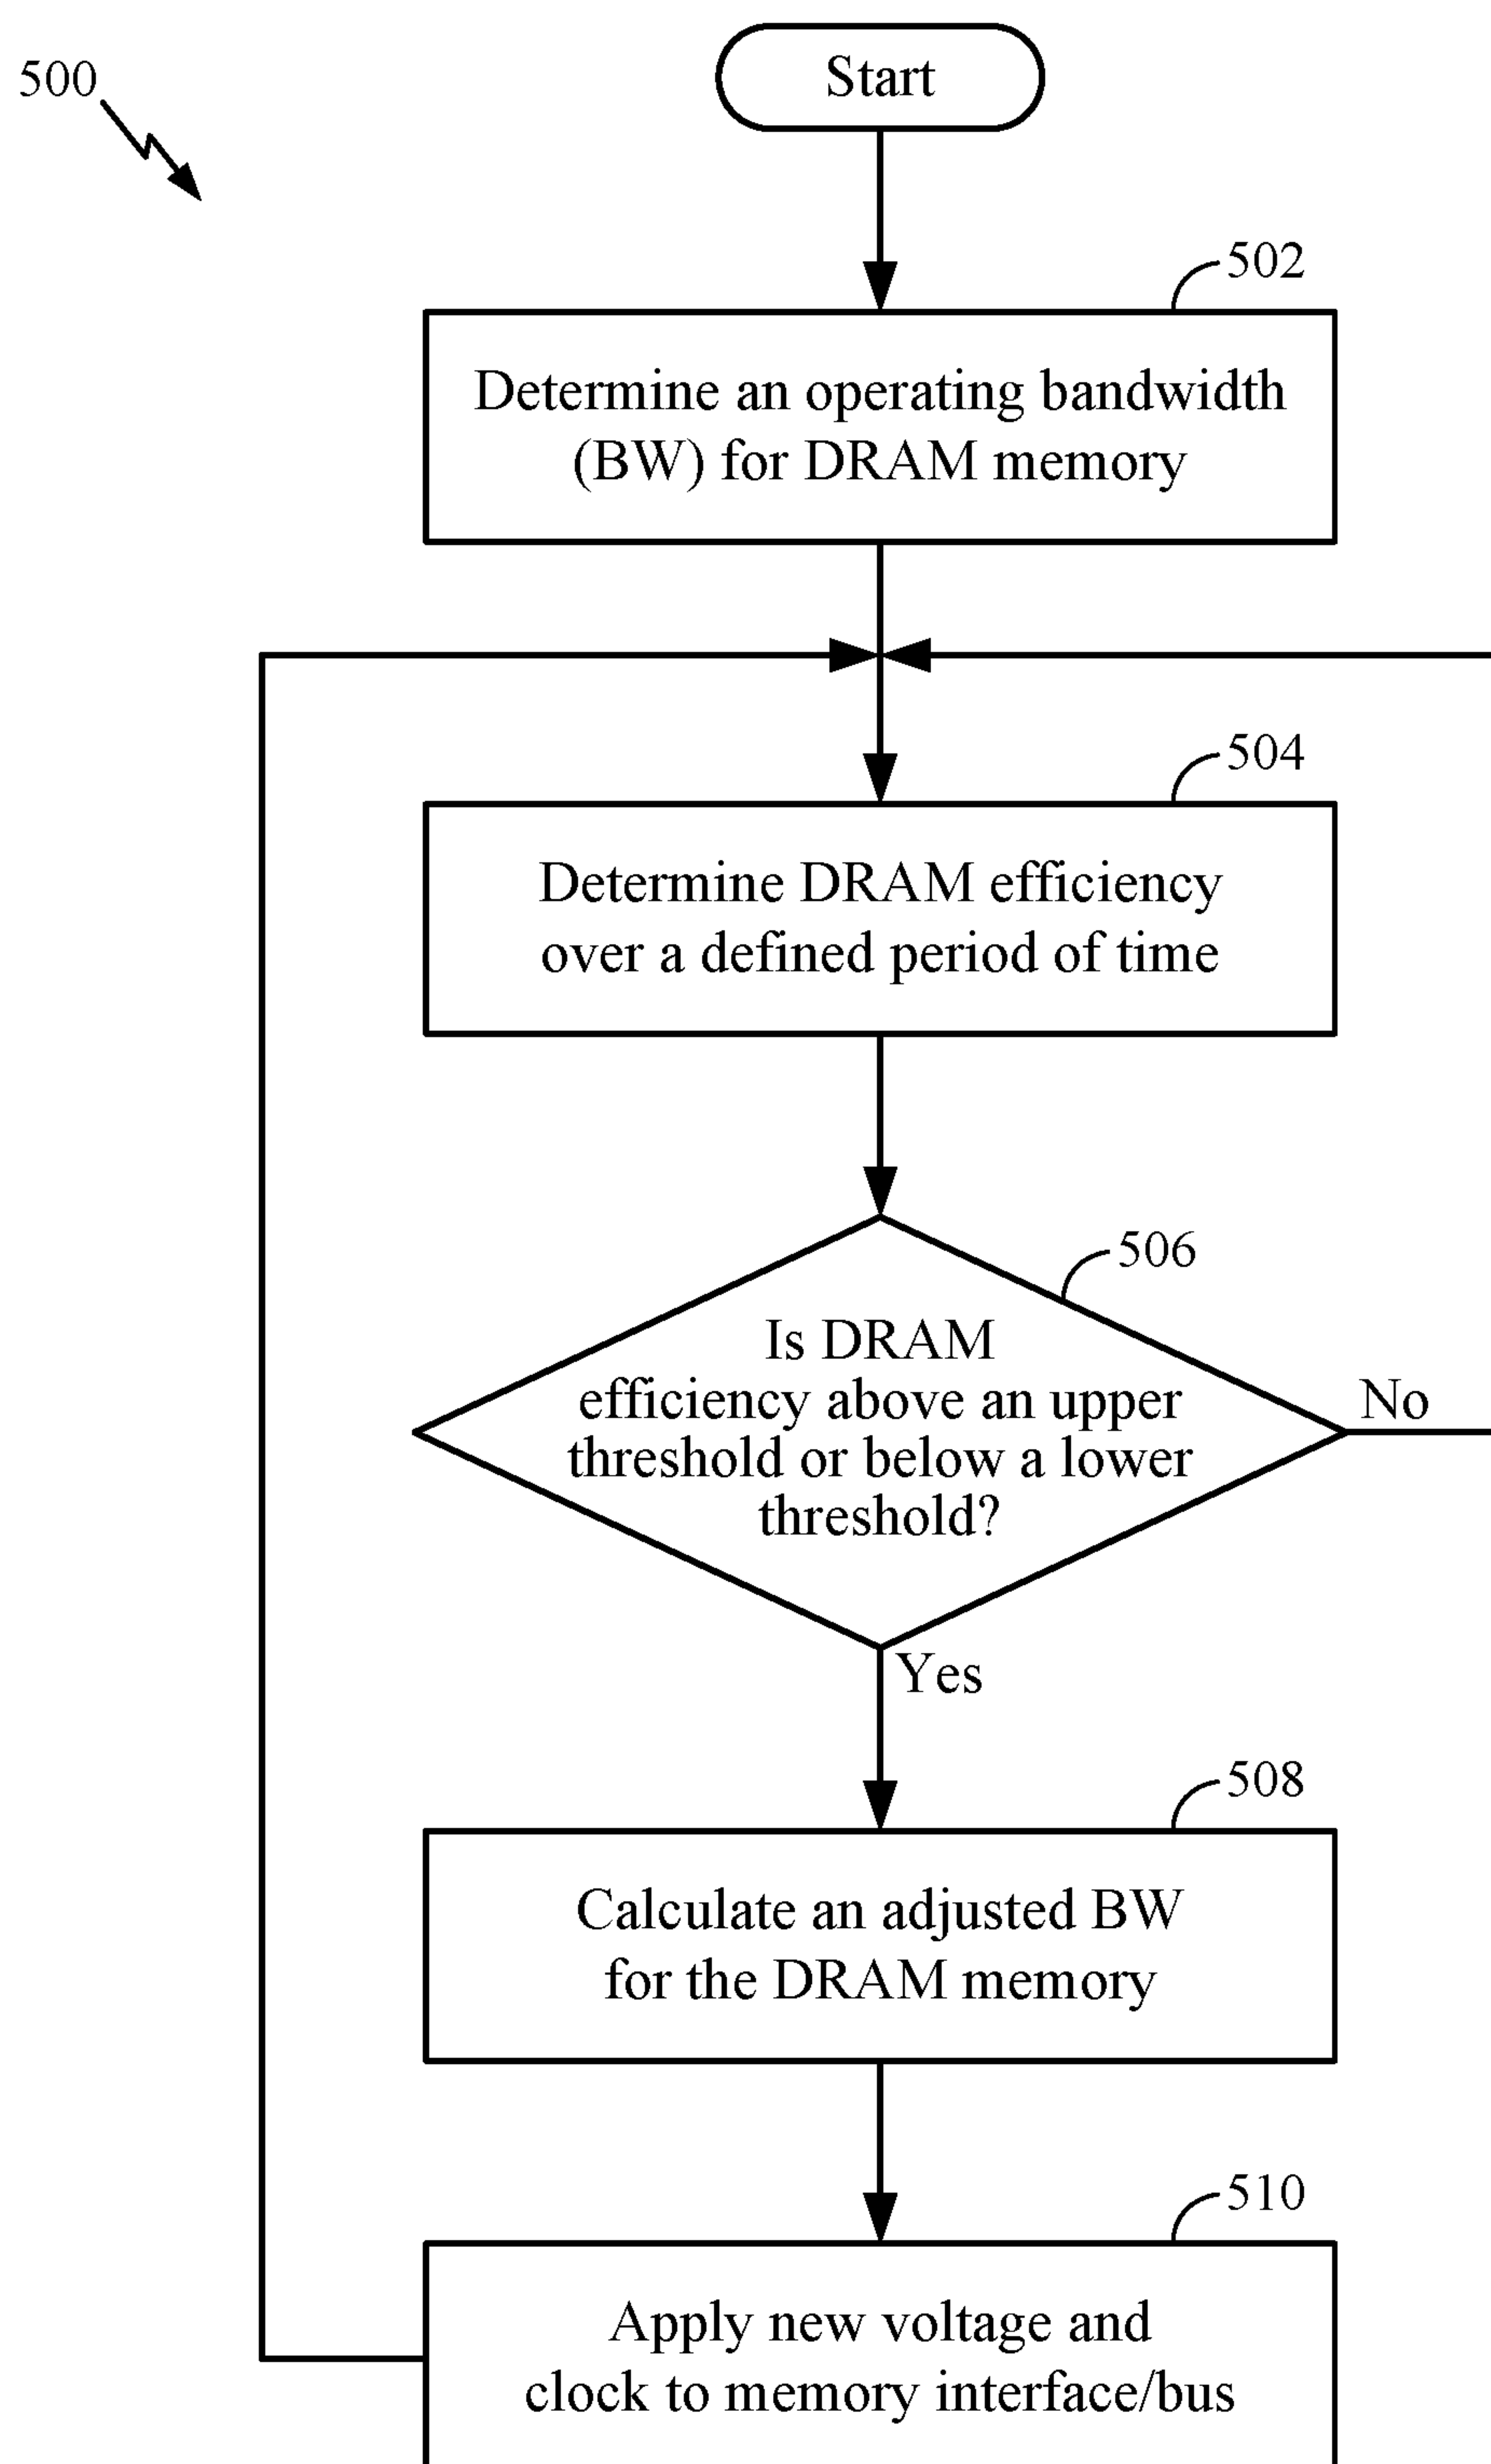 500
Start
502
Determine an operating bandwidth
(BW) for DRAM memory
504
Determine DRAM efficiency
over a defined period of time
506
Is DRAM
efficiency above an upper
threshold or below a lower
threshold?
No
Yes
508
Calculate an adjusted BW
for the DRAM memory
510
Apply new voltage and
clock to memory interface/bus